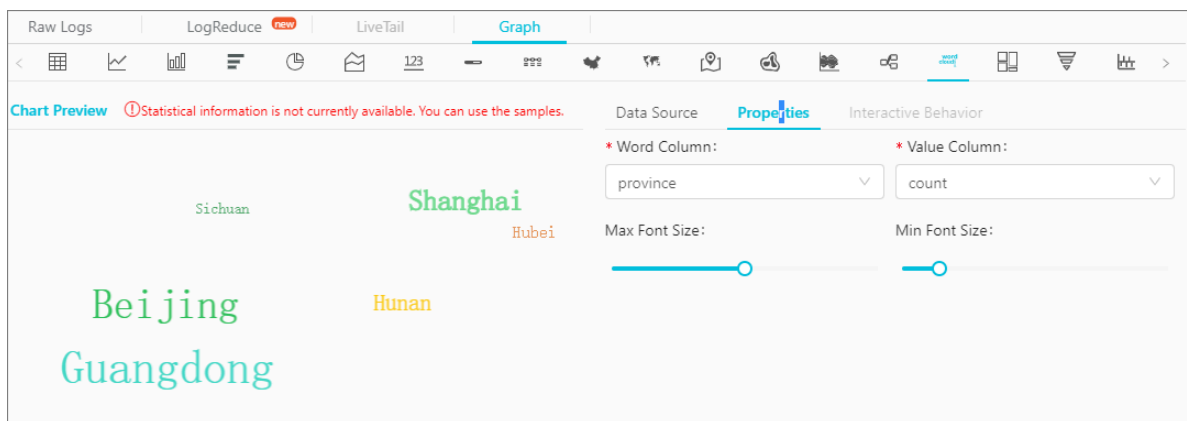 Raw Logs LogReduce new LiveTail Graph
123 word cloud
Chart Preview Statistical information is not currently available. You can use the samples.
Data Source Properties Interactive Behavior
* Word Column: * Value Column:
province count
Max Font Size: Min Font Size:
Sichuan
Shanghai
Hubei
Beijing
Hunan
Guangdong